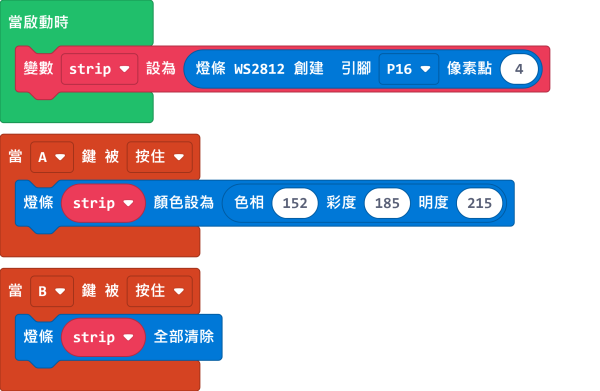 當啟動時
變數 strip 設為 燈條 WS2812 創建 引腳 P16 像素點 4
當 A 鍵 被 按住
燈條 strip 顏色設為 色相 152 彩度 185 明度 215
當 B 鍵 被 按住
燈條 strip 全部清除